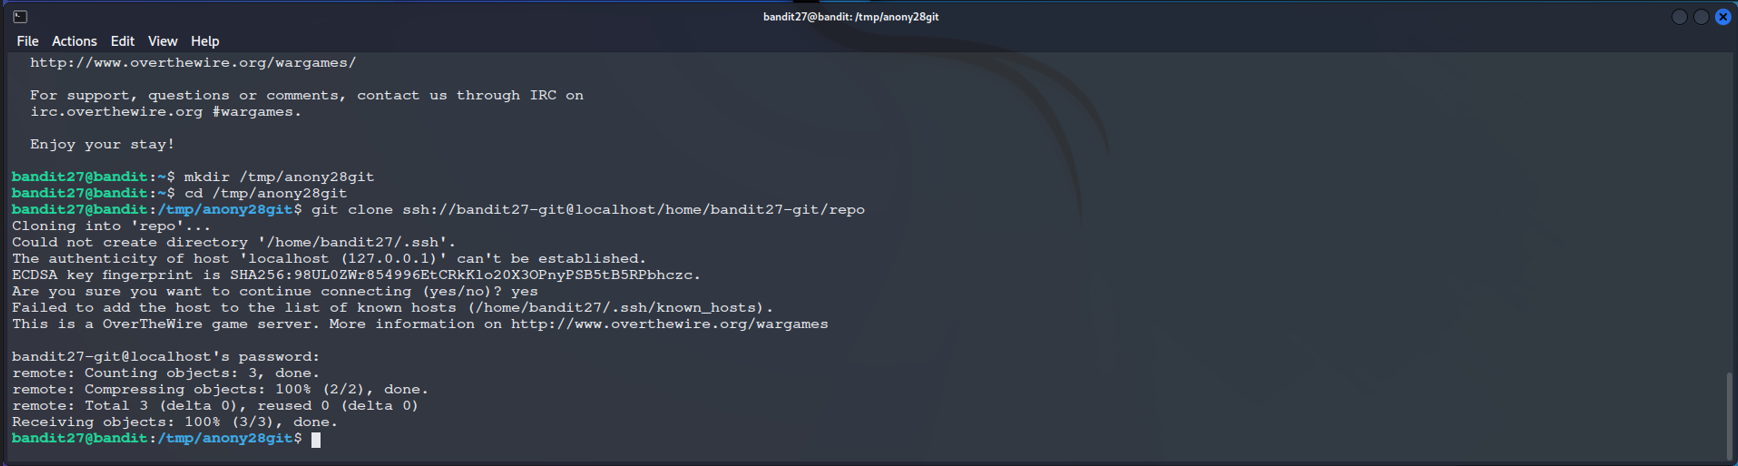 bandit27@bandit: /tmp/anony28git
File Actions Edit View Help
http://www.overthewire.org/wargames/
For support, questions or comments, contact us through IRC on
irc.overthewire.org #wargames.
Enjoy your stay!
bandit27@bandit:~$ mkdir /tmp/anony28git
bandit27@bandit:~$ cd /tmp/anony28git
bandit27@bandit:/tmp/anony28git$ git clone ssh://bandit27-git@localhost/home/bandit27-git/repo
Cloning into 'repo'...
Could not create directory '/home/bandit27/.ssh'.
The authenticity of host 'localhost (127.0.0.1)' can't be established.
ECDSA key fingerprint is SHA256:98UL0ZWr854996EtCRkKlo20X3OPnyPSB5tB5RPbhczc.
Are you sure you want to continue connecting (yes/no)? yes
Failed to add the host to the list of known hosts (/home/bandit27/.ssh/known_hosts).
This is a OverTheWire game server. More information on http://www.overthewire.org/wargames
bandit27-git@localhost's password:
remote: Counting objects: 3, done.
remote: Compressing objects: 100% (2/2), done.
remote: Total 3 (delta 0), reused 0 (delta 0)
Receiving objects: 100% (3/3), done.
bandit27@bandit:/tmp/anony28git$